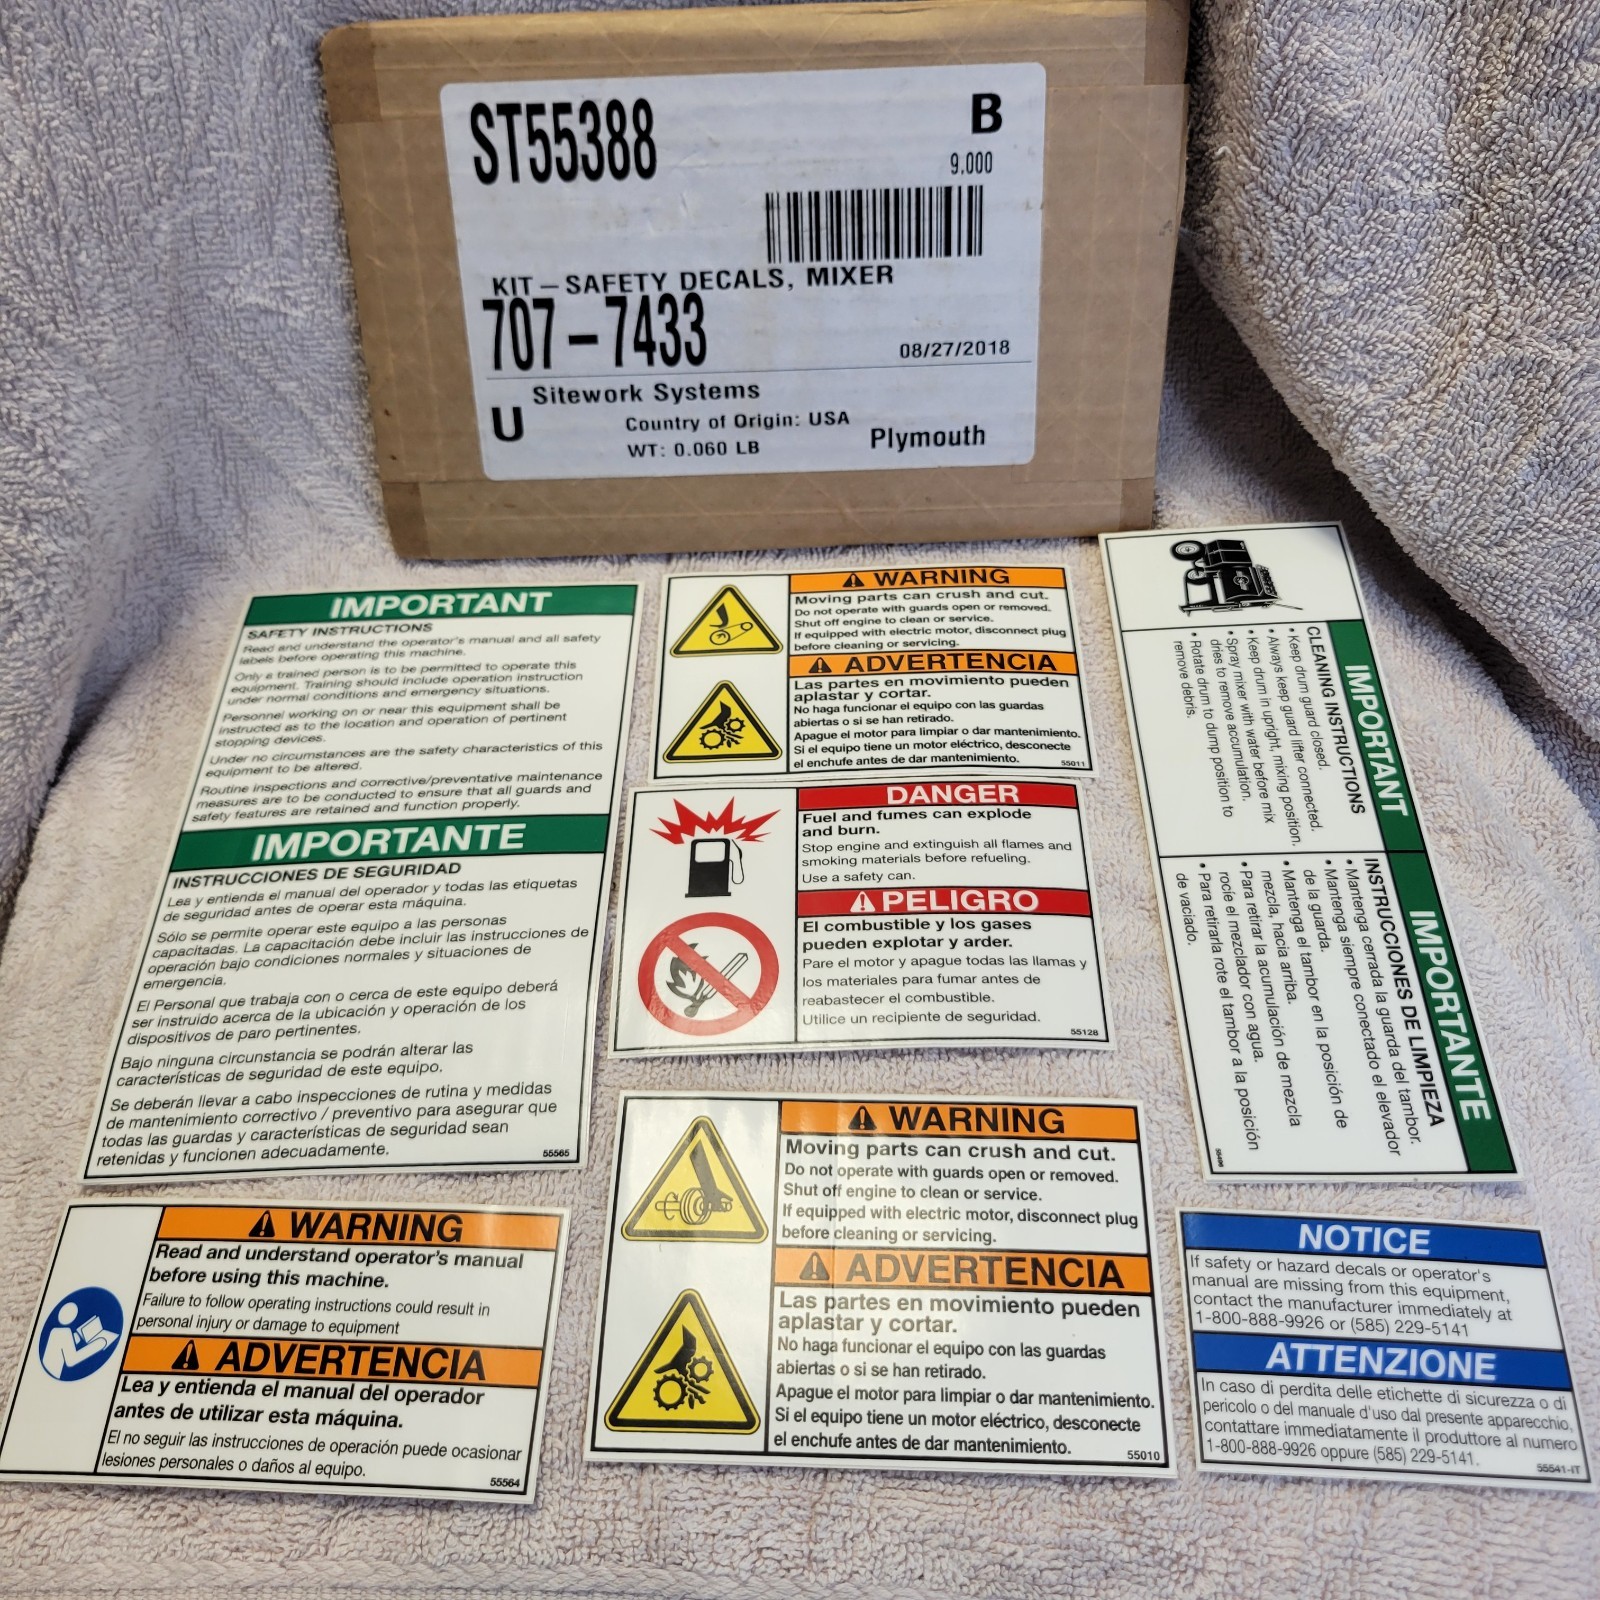 ST55388
B
9.000
KIT – SAFETY DECALS, MIXER
707 – 7433
08/27/2018
Sitework Systems
U
Country of Origin: USA
WT: 0.060 LB
Plymouth
IMPORTANT
SAFETY INSTRUCTIONS
Read and understand the operator's manual and all safety
labels before operating this machine.
Only a trained person is to be permitted to operate this
equipment. Training should include operation instruction
under normal conditions and emergency situations.
Personnel working on or near this equipment shall be
instructed as to the location and operation of pertinent
stopping devices.
Under no circumstances are the safety characteristics of this
equipment to be altered.
Routine inspections and corrective/preventative maintenance
measures are to be conducted to ensure that all guards and
safety features are retained and function properly.
IMPORTANTE
INSTRUCCIONES DE SEGURIDAD
Lea y entienda el manual del operador y todas las etiquetas
de seguridad antes de operar esta máquina.
Sólo se permite operar este equipo a las personas
capacitadas. La capacitación debe incluir las instrucciones de
operación bajo condiciones normales y situaciones de
emergencia.
El Personal que trabaja con o cerca de este equipo deberá
ser instruido acerca de la ubicación y operación de los
dispositivos de paro pertinentes.
Bajo ninguna circunstancia se podrán alterar las
características de seguridad de este equipo.
Se deberán llevar a cabo inspecciones de rutina y medidas
de mantenimiento correctivo / preventivo para asegurar que
todas las guardas y características de seguridad sean
retenidas y funcionen adecuadamente.
55565
WARNING
Moving parts can crush and cut.
Do not operate with guards open or removed.
Shut off engine to clean or service.
If equipped with electric motor, disconnect plug
before cleaning or servicing.
ADVERTENCIA
Las partes en movimiento pueden
aplastar y cortar.
No haga funcionar el equipo con las guardas
abiertas o si se han retirado.
Apague el motor para limpiar o dar mantenimiento.
Si el equipo tiene un motor eléctrico, desconecte
el enchufe antes de dar mantenimiento.
55011
DANGER
Fuel and fumes can explode
and burn.
Stop engine and extinguish all flames and
smoking materials before refueling.
Use a safety can.
PELIGRO
El combustible y los gases
pueden explotar y arder.
Pare el motor y apague todas las llamas y
los materiales para fumar antes de
reabastecer el combustible.
Utilice un recipiente de seguridad.
55128
IMPORTANT
CLEANING INSTRUCTIONS
• Keep drum guard closed.
• Always keep guard lifter connected.
• Keep drum in upright, mixing position.
• Spray mixer with water before mix
dries to remove accumulation.
• Rotate drum to dump position to
remove debris.
IMPORTANTE
INSTRUCCIONES DE LIMPIEZA
• Mantenga cerrada la guarda del tambor.
• Mantenga siempre conectado el elevador
de la guarda.
• Mantenga el tambor en la posición de
mezcla, hacia arriba.
• Para retirar la acumulación de mezcla
rocíe el mezclador con agua.
• Para retirarla rote el tambor a la posición
de vaciado.
WARNING
Read and understand operator's manual
before using this machine.
Failure to follow operating instructions could result in
personal injury or damage to equipment
ADVERTENCIA
Lea y entienda el manual del operador
antes de utilizar esta máquina.
El no seguir las instrucciones de operación puede ocasionar
lesiones personales o daños al equipo.
55564
WARNING
Moving parts can crush and cut.
Do not operate with guards open or removed.
Shut off engine to clean or service.
If equipped with electric motor, disconnect plug
before cleaning or servicing.
ADVERTENCIA
Las partes en movimiento pueden
aplastar y cortar.
No haga funcionar el equipo con las guardas
abiertas o si se han retirado.
Apague el motor para limpiar o dar mantenimiento.
Si el equipo tiene un motor eléctrico, desconecte
el enchufe antes de dar mantenimiento.
55010
NOTICE
If safety or hazard decals or operator's
manual are missing from this equipment,
contact the manufacturer immediately at
1-800-888-9926 or (585) 229-5141
ATTENZIONE
In caso di perdita delle etichette di sicurezza o di
pericolo o del manuale d'uso dal presente apparecchio,
contattare immediatamente il produttore al numero
1-800-888-9926 oppure (585) 229-5141.
55541-IT